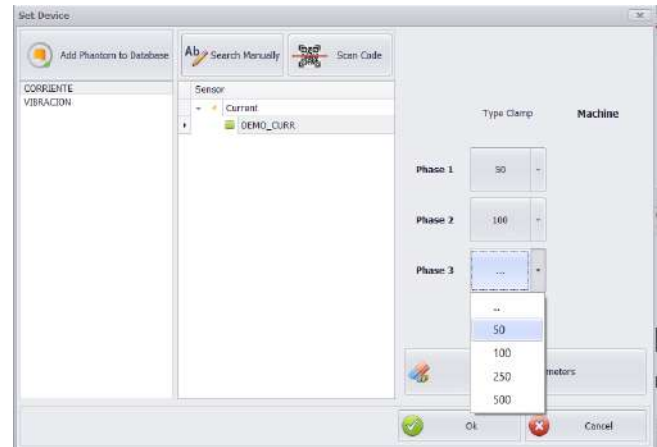 Set Device
Add Phantom to Database
Ab Search Manually
Scan Code
CORRIENTE
VIBRACION
Sensor
Current
DEMO_CURR
Type Clamp
Machine
Phase 1
50
Phase 2
100
Phase 3
...
..
50
100
250
500
meters
Ok
Cancel